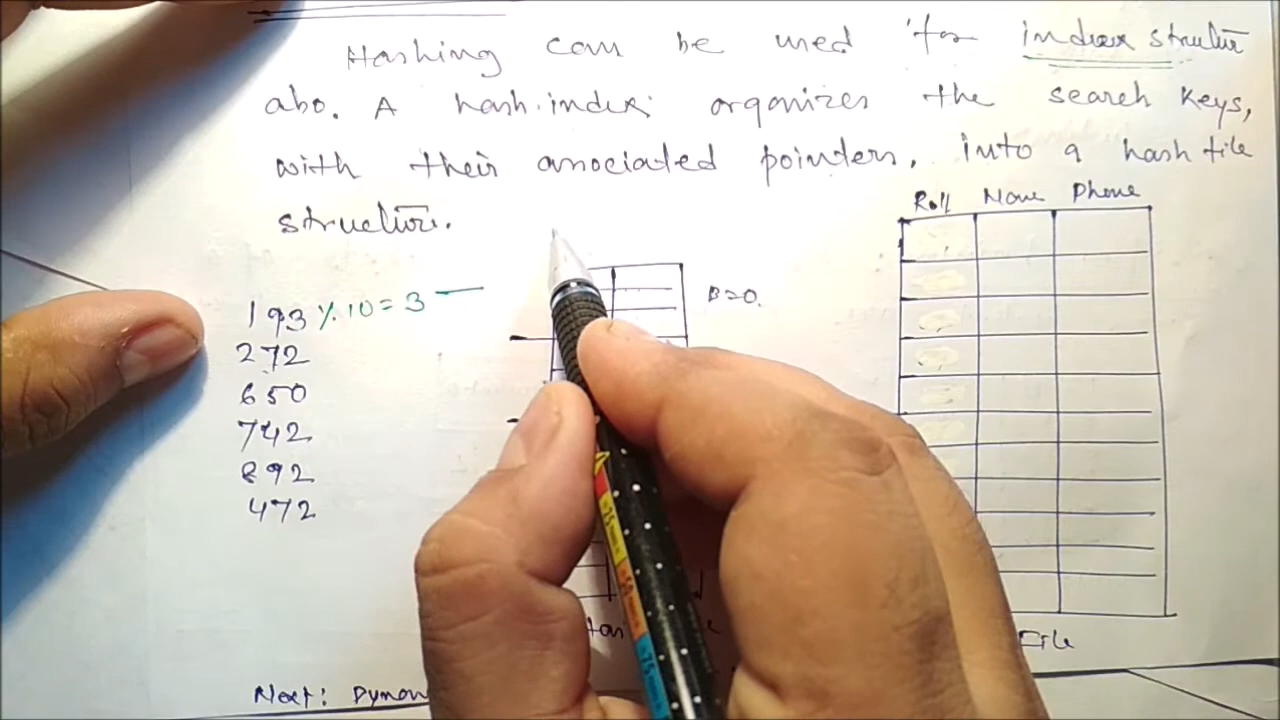 Hashing can be used for index structure
also. A hash index organizes the search keys,
with their associated pointers, into a hash file
structure.
Roll Name Phone
B=0.
193 % 10 = 3
272
650
742
892
472
File
Next: